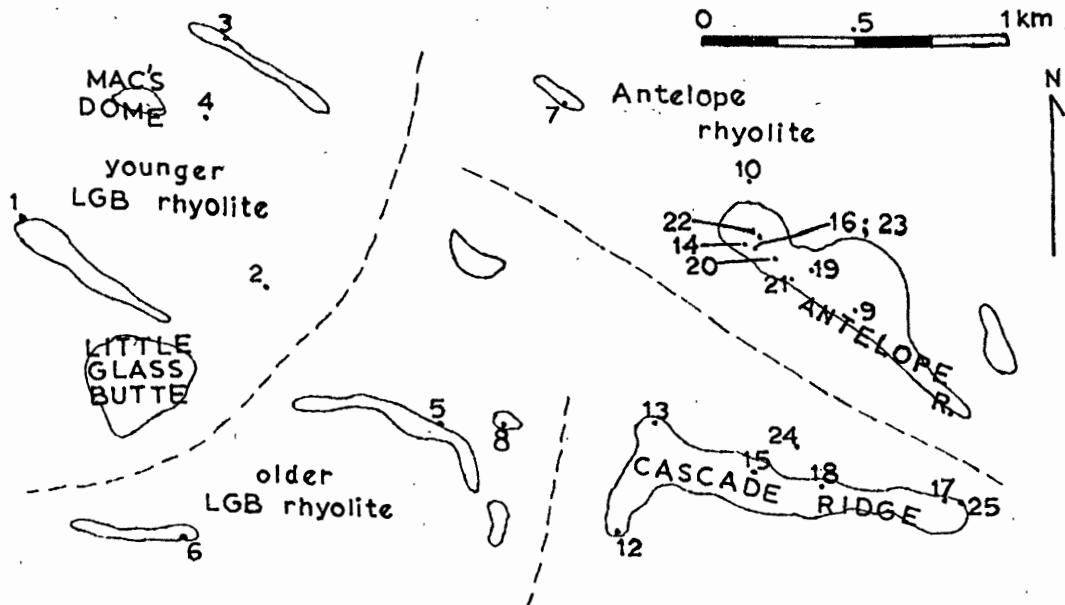 0 .5 1 km
N
3
MAC'S
DOME
4
7
Antelope
rhyolite
younger
LGB rhyolite
10
1
22
16
23
14
20
19
21
2
9
ANTELOPE
R.
LITTLE
GLASS
BUTTE
5
8
13
24
15
CASCADE RIDGE
18
17
25
older
LGB rhyolite
6
12